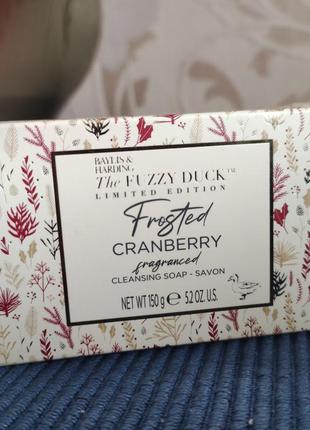 BAYLIS &
HARDING
The FUZZY DUCK™
LIMITED EDITION
Frosted
CRANBERRY
fragranced
CLEANSING SOAP - SAVON
NET WT 150 g ℮ 5.2 OZ. U.S.